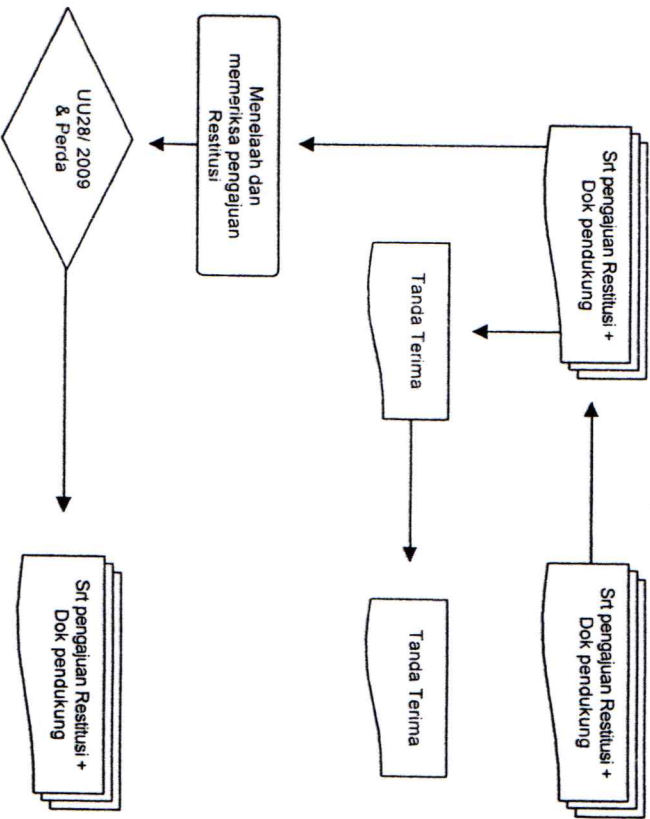 Srt pengajuan Restitusi +
Dok pendukung
Srt pengajuan Restitusi +
Dok pendukung
Tanda Terima
Tanda Terima
Menelaah dan
memeriksa pengajuan
Restitusi
UU28/ 2009
& Perda
Srt pengajuan Restitusi +
Dok pendukung